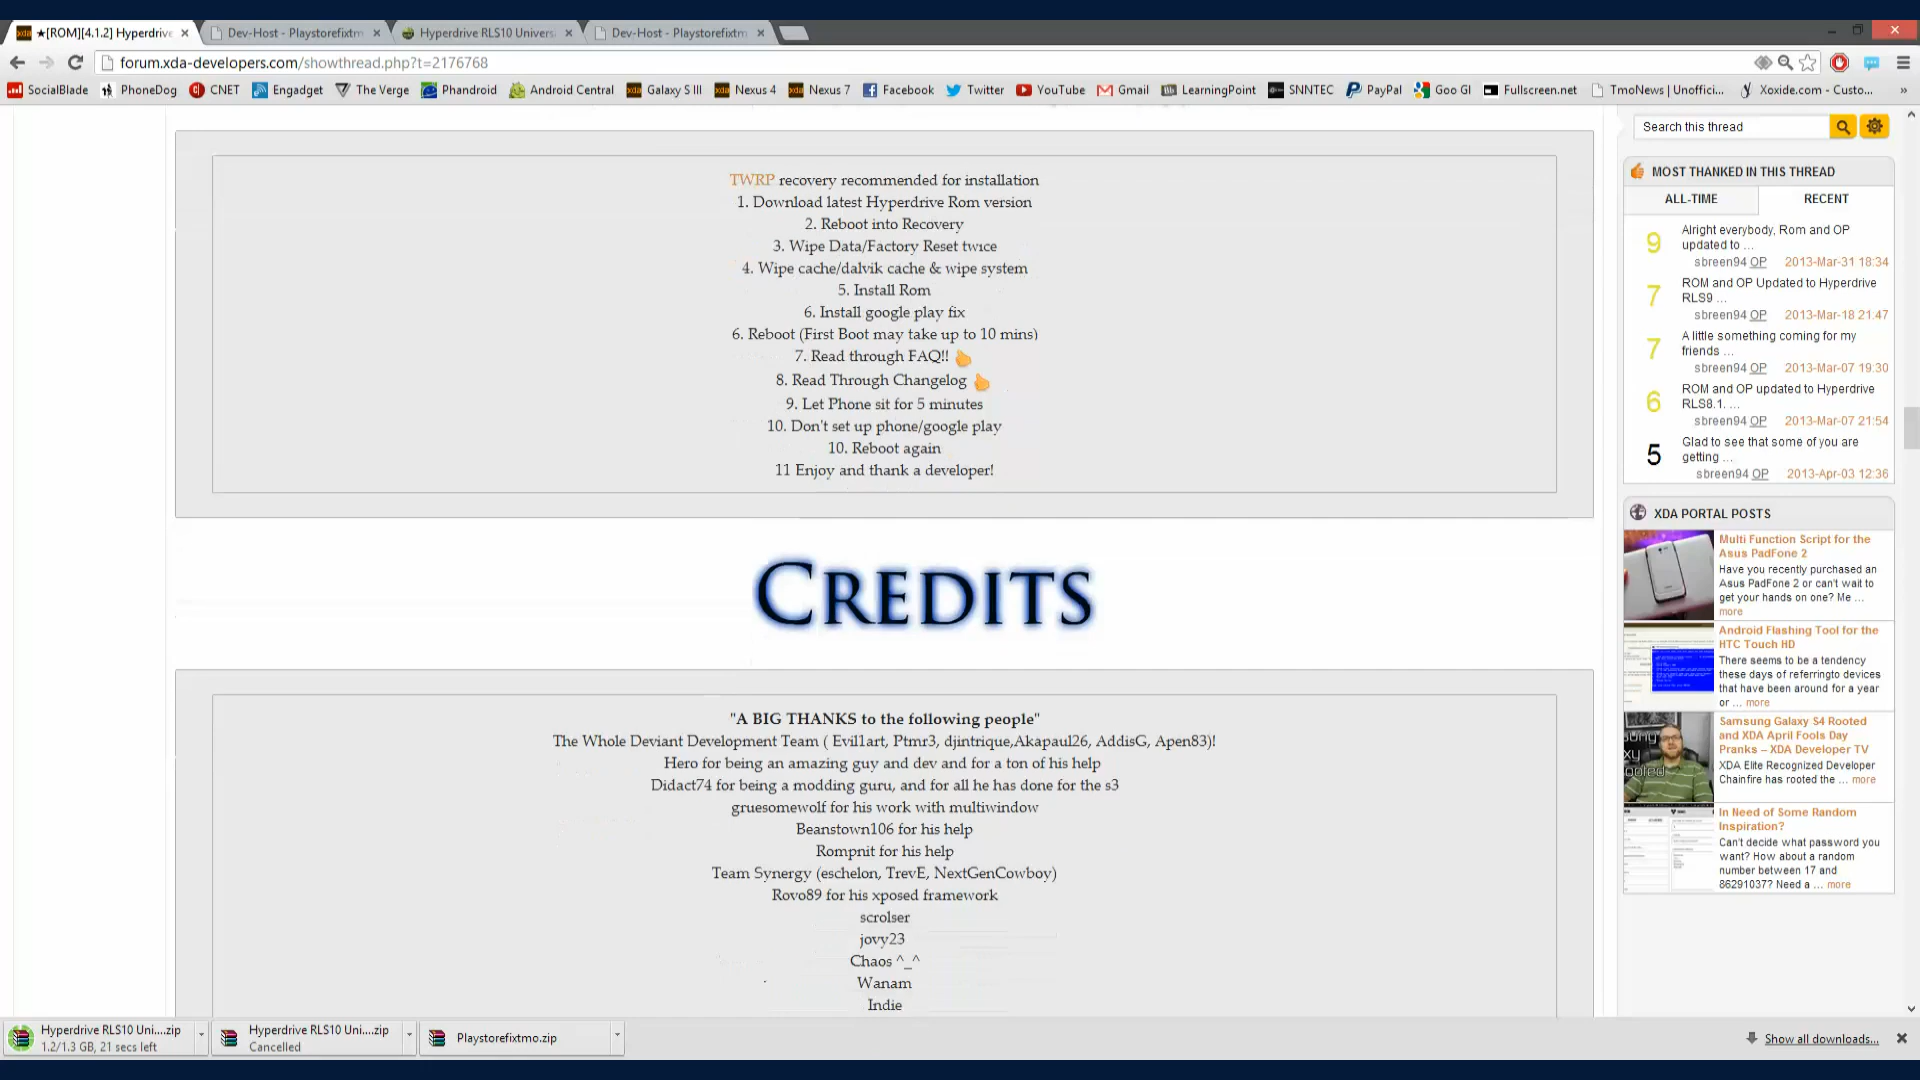 ★[ROM][4.1.2] Hyperdrive
Dev-Host - Playstorefixtm
Hyperdrive RLS10 Univers
Dev-Host - Playstorefixtm
forum.xda-developers.com/showthread.php?t=2176768
SocialBlade
PhoneDog
CNET
Engadget
The Verge
Phandroid
Android Central
Galaxy S III
Nexus 4
Nexus 7
Facebook
Twitter
YouTube
Gmail
LearningPoint
SNNTEC
PayPal
Goo Gl
Fullscreen.net
TmoNews | Unoffici...
Xoxide.com - Custo...
»
TWRP recovery recommended for installation
1. Download latest Hyperdrive Rom version
2. Reboot into Recovery
3. Wipe Data/Factory Reset twice
4. Wipe cache/dalvik cache & wipe system
5. Install Rom
6. Install google play fix
6. Reboot (First Boot may take up to 10 mins)
7. Read through FAQ!!
8. Read Through Changelog
9. Let Phone sit for 5 minutes
10. Don't set up phone/google play
10. Reboot again
11 Enjoy and thank a developer!
CREDITS
"A BIG THANKS to the following people"
The Whole Deviant Development Team ( Evil1art, Ptmr3, djintrique,Akapaul26, AddisG, Apen83)!
Hero for being an amazing guy and dev and for a ton of his help
Didact74 for being a modding guru, and for all he has done for the s3
gruesomewolf for his work with multiwindow
Beanstown106 for his help
Rompnit for his help
Team Synergy (eschelon, TrevE, NextGenCowboy)
Rovo89 for his xposed framework
scrolser
jovy23
Chaos ^_^
Wanam
Indie
Search this thread
MOST THANKED IN THIS THREAD
ALL-TIME
RECENT
9
Alright everybody, Rom and OP
updated to ...
sbreen94 OP 2013-Mar-31 18:34
7
ROM and OP Updated to Hyperdrive
RLS9 ...
sbreen94 OP 2013-Mar-18 21:47
7
A little something coming for my
friends ...
sbreen94 OP 2013-Mar-07 19:30
6
ROM and OP updated to Hyperdrive
RLS8.1. ...
sbreen94 OP 2013-Mar-07 21:54
5
Glad to see that some of you are
getting ...
sbreen94 OP 2013-Apr-03 12:36
XDA PORTAL POSTS
Multi Function Script for the
Asus PadFone 2
Have you recently purchased an
Asus PadFone 2 or can't wait to
get your hands on one? Me ...
more
Android Flashing Tool for the
HTC Touch HD
There seems to be a tendency
these days of referringto devices
that have been around for a year
or ... more
Samsung Galaxy S4 Rooted
and XDA April Fools Day
Pranks – XDA Developer TV
XDA Elite Recognized Developer
Chainfire has rooted the ... more
In Need of Some Random
Inspiration?
Can't decide what password you
want? How about a random
number between 17 and
86291037? Need a ... more
Hyperdrive RLS10 Uni....zip
1.2/1.3 GB, 21 secs left
Hyperdrive RLS10 Uni....zip
Cancelled
Playstorefixtmo.zip
Show all downloads...